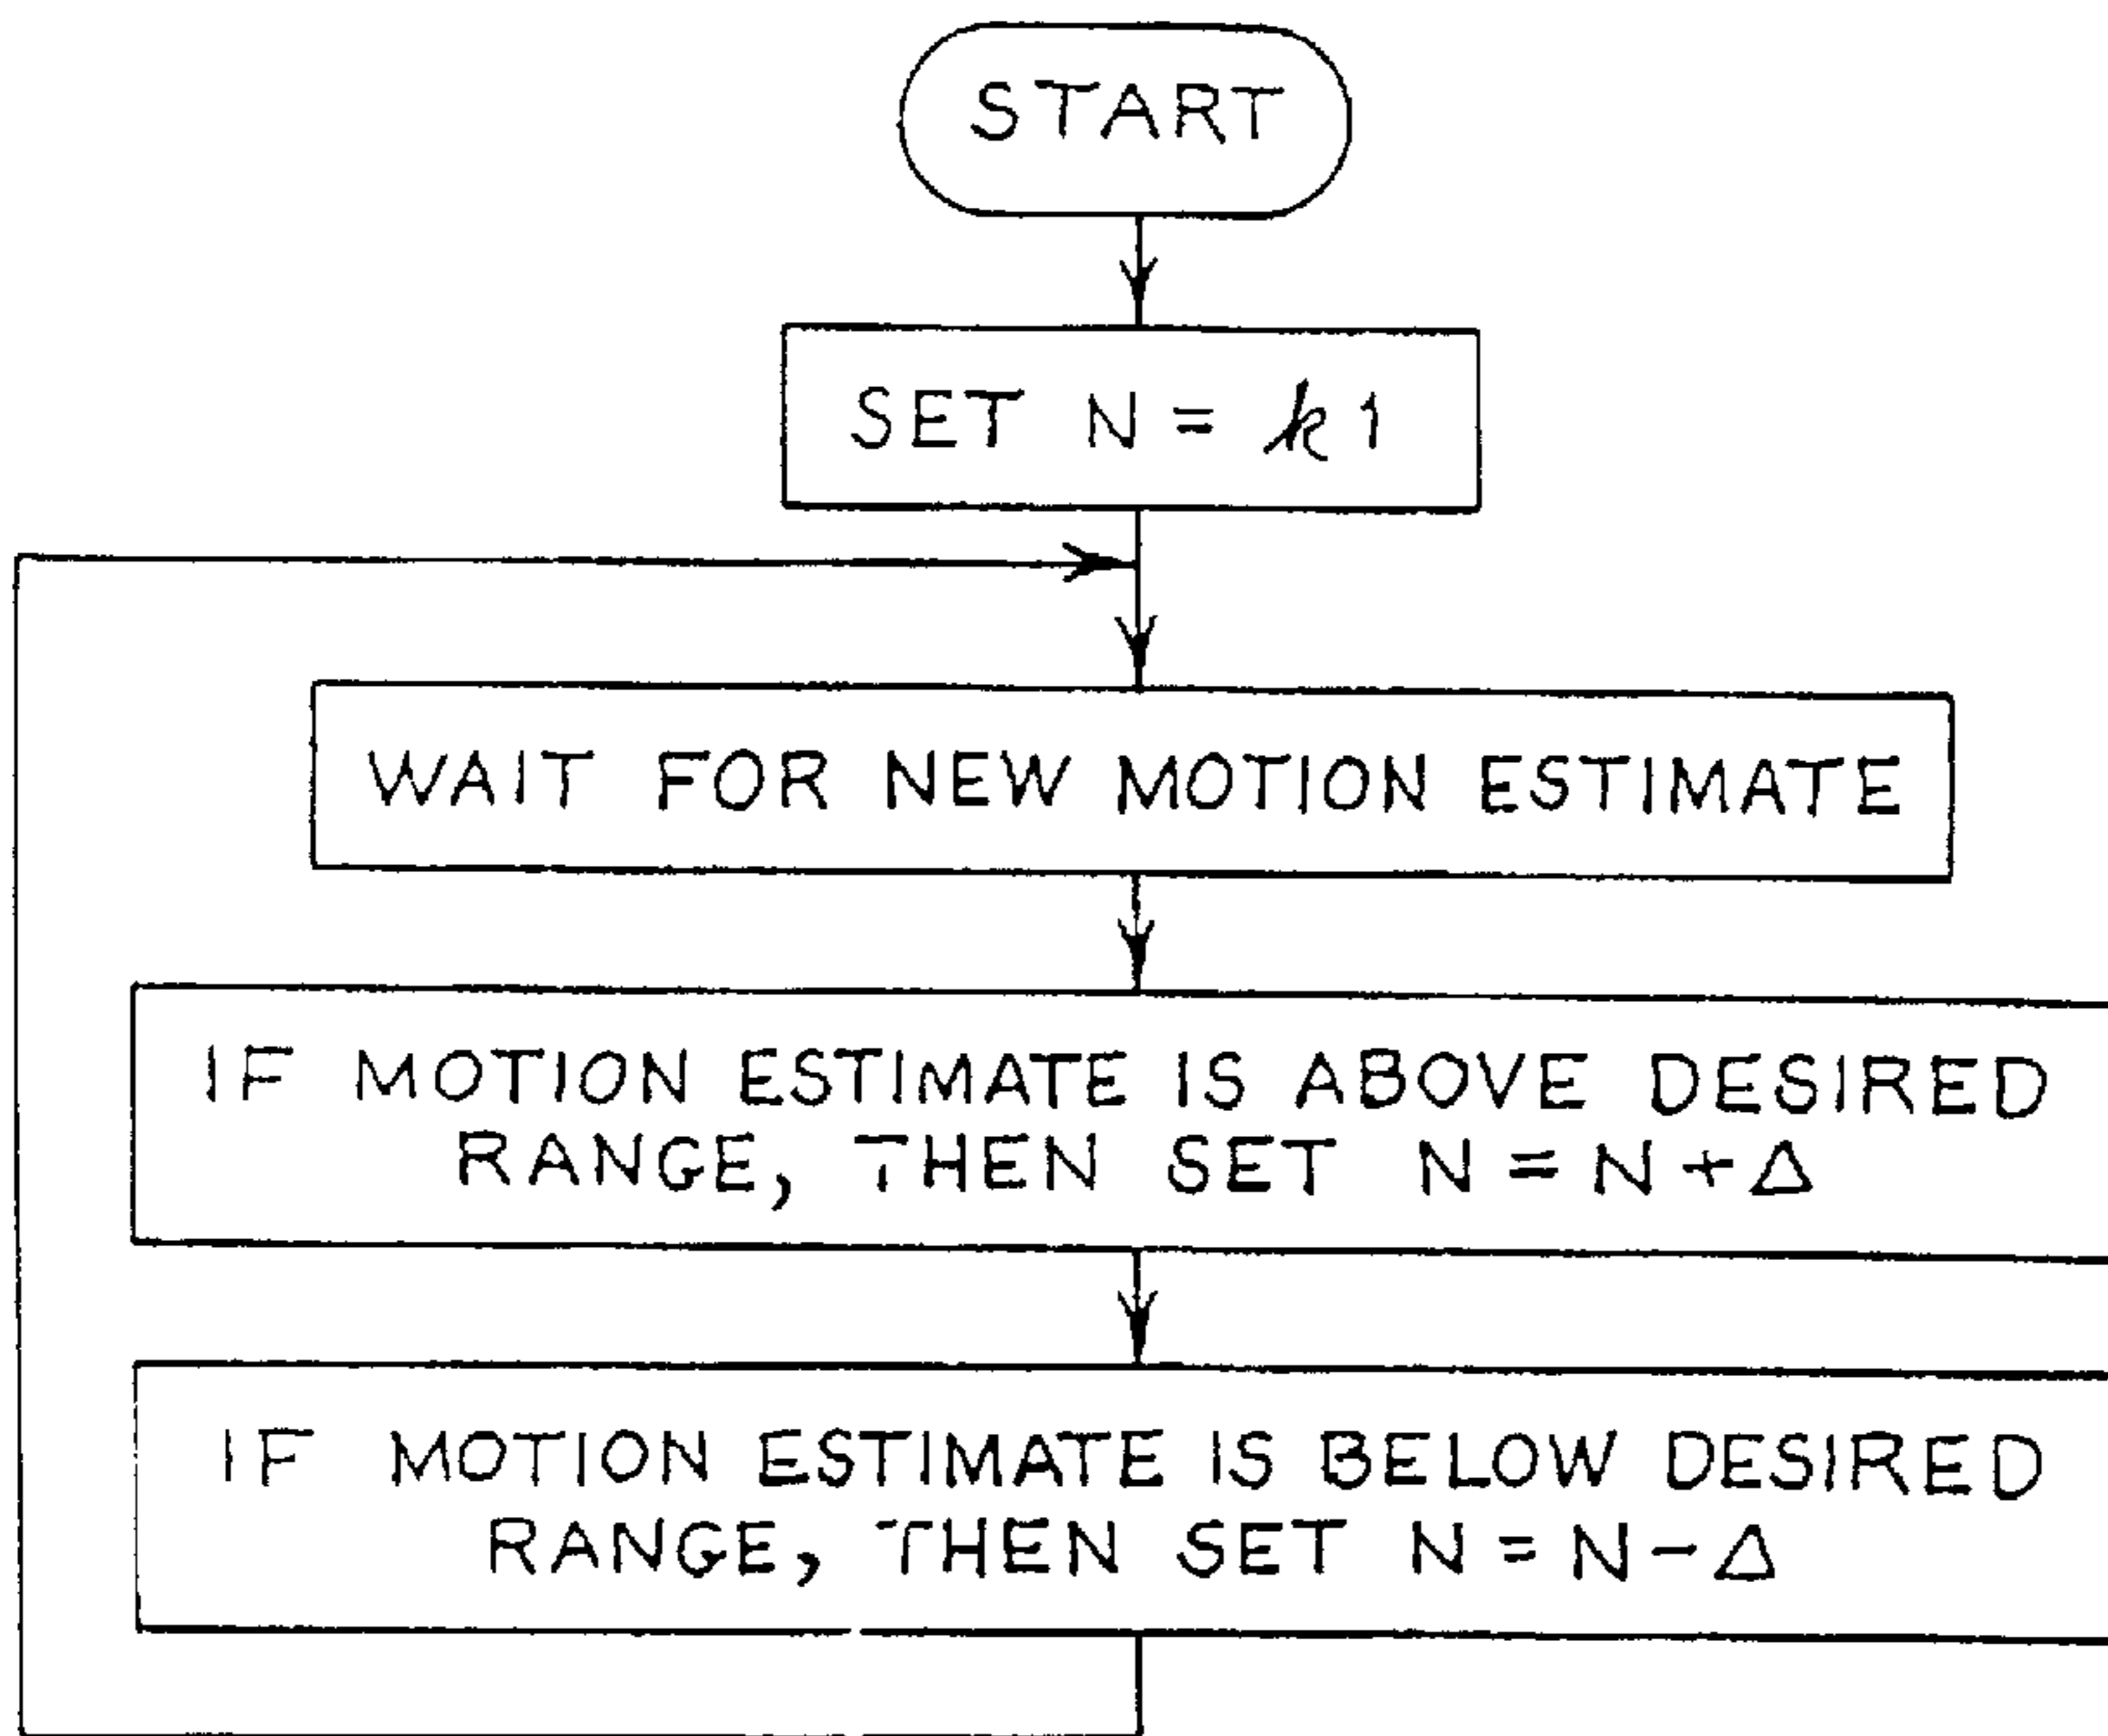 START
SET N = k1
WAIT FOR NEW MOTION ESTIMATE
IF MOTION ESTIMATE IS ABOVE DESIRED
RANGE, THEN SET N = N + Δ
IF MOTION ESTIMATE IS BELOW DESIRED
RANGE, THEN SET N = N - Δ